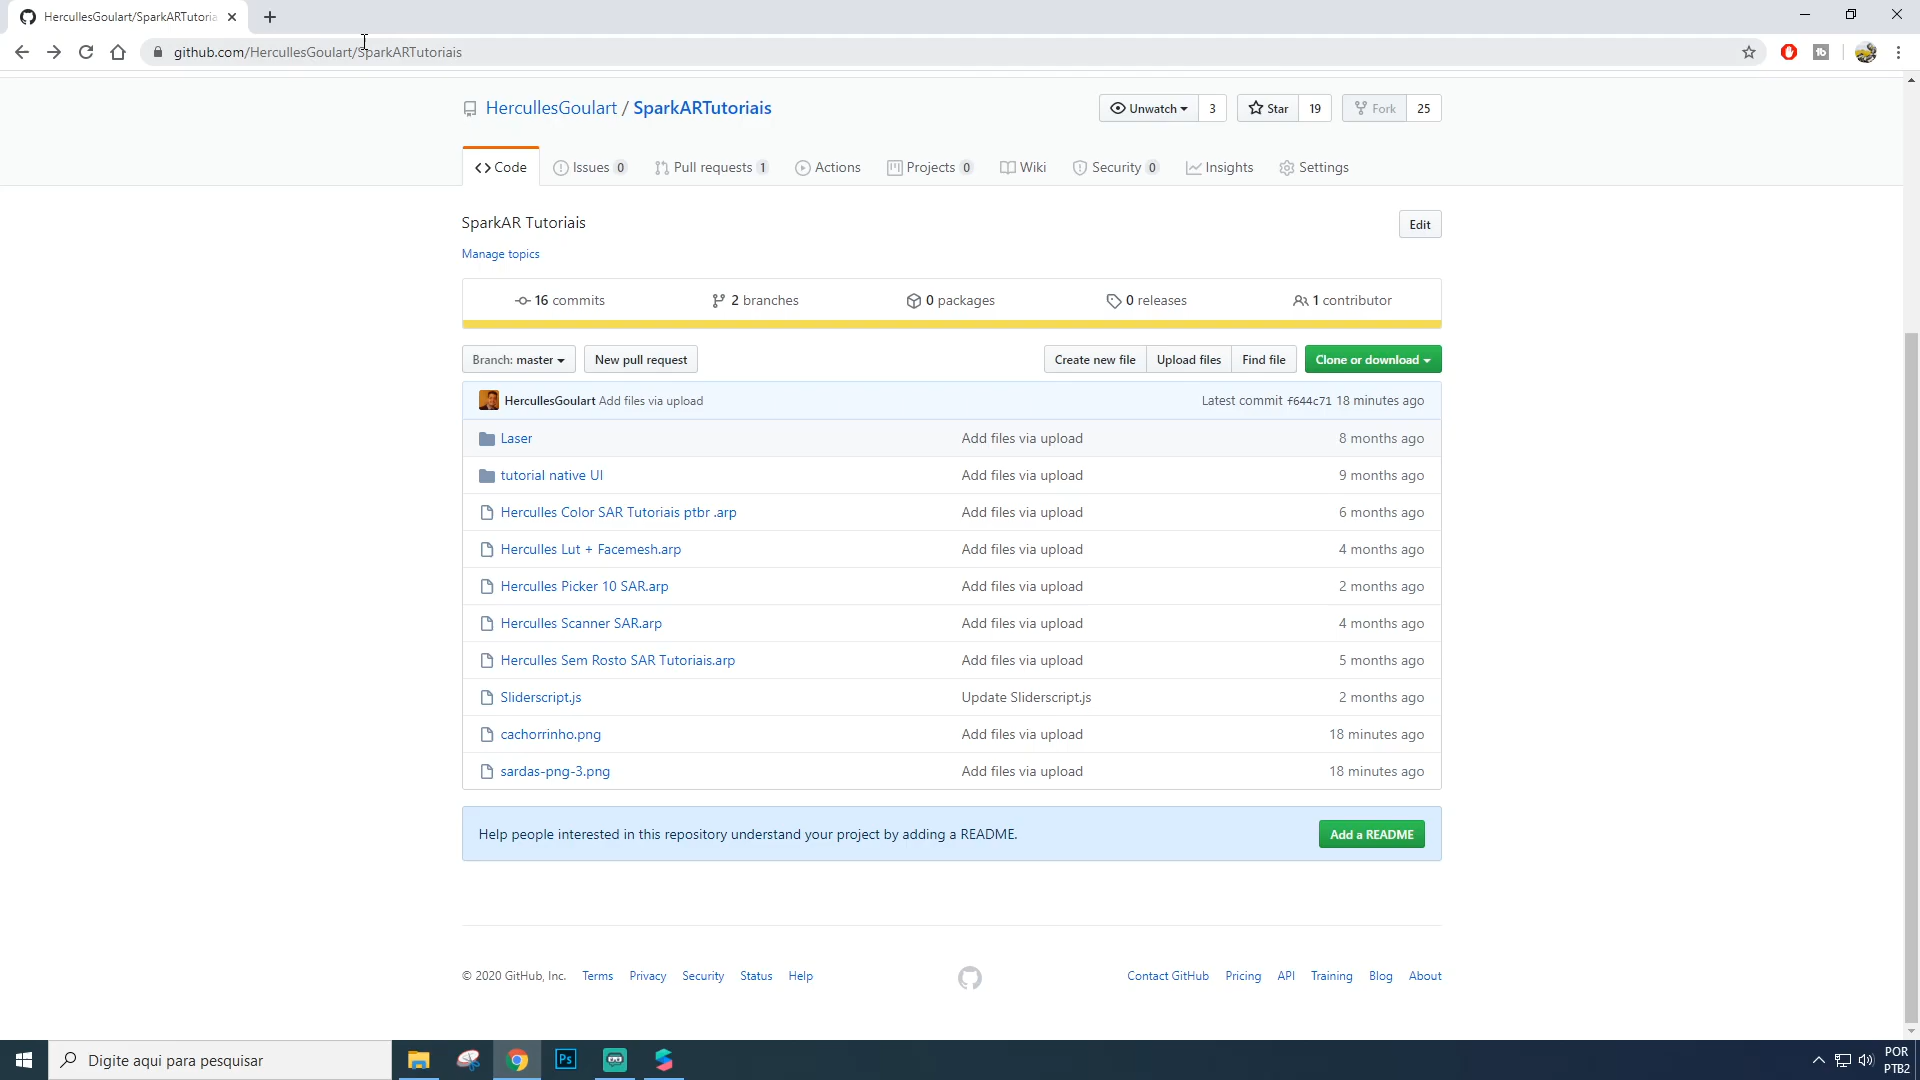 HercullesGoulart/SparkARTutoria
github.com/HercullesGoulart/SparkARTutoriais
HercullesGoulart / SparkARTutoriais
Unwatch 3 Star 19 Fork 25
Code Issues 0 Pull requests 1 Actions Projects 0 Wiki Security 0 Insights Settings
SparkAR Tutoriais
Edit
Manage topics
16 commits 2 branches 0 packages 0 releases 1 contributor
Branch: master New pull request Create new file Upload files Find file Clone or download
HercullesGoulart Add files via upload Latest commit f644c71 18 minutes ago
Laser Add files via upload 8 months ago
tutorial native UI Add files via upload 9 months ago
Herculles Color SAR Tutoriais ptbr .arp Add files via upload 6 months ago
Herculles Lut + Facemesh.arp Add files via upload 4 months ago
Herculles Picker 10 SAR.arp Add files via upload 2 months ago
Herculles Scanner SAR.arp Add files via upload 4 months ago
Herculles Sem Rosto SAR Tutoriais.arp Add files via upload 5 months ago
Sliderscript.js Update Sliderscript.js 2 months ago
cachorrinho.png Add files via upload 18 minutes ago
sardas-png-3.png Add files via upload 18 minutes ago
Help people interested in this repository understand your project by adding a README. Add a README
© 2020 GitHub, Inc. Terms Privacy Security Status Help Contact GitHub Pricing API Training Blog About
Digite aqui para pesquisar
Ps
POR
PTB2